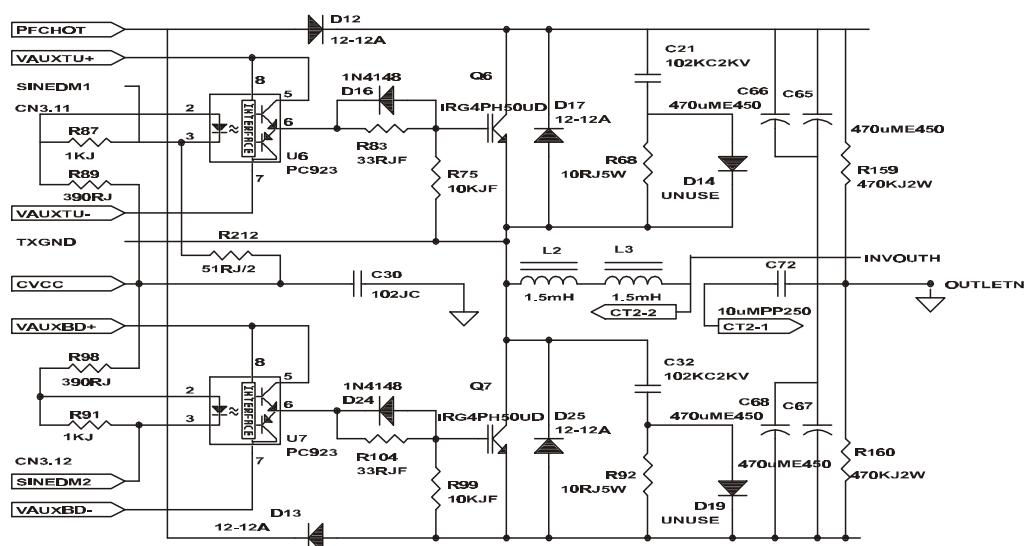 PFCHOT
D12
12-12A
VAUXTU+
SINEDM1
CN3.11
8
5
2
6
3
INTERFACE
U6
PC923
7
R87
1KJ
R89
390RJ
VAUXTU-
1N4148
D16
R83
33RJF
Q6
IRG4PH50UD
D17
12-12A
R75
10KJF
10RJ5W
C21
102KC2KV
470uME450
C66
C65
470uME450
R68
D14
UNUSE
R159
470KJ2W
TXGND
R212
51RJ/2
CVCC
C30
102JC
L2
1.5mH
L3
1.5mH
INVOUTH
C72
10uMPP250
OUTLETN
CT2-2
CT2-1
VAUXBD+
R98
390RJ
8
5
2
6
3
INTERFACE
U7
PC923
7
R91
1KJ
CN3.12
SINEDM2
VAUXBD-
D13
12-12A
1N4148
D24
R104
33RJF
Q7
IRG4PH50UD
D25
12-12A
R99
10KJF
10RJ5W
C32
102KC2KV
470uME450
C68
C67
470uME450
R92
D19
UNUSE
R160
470KJ2W